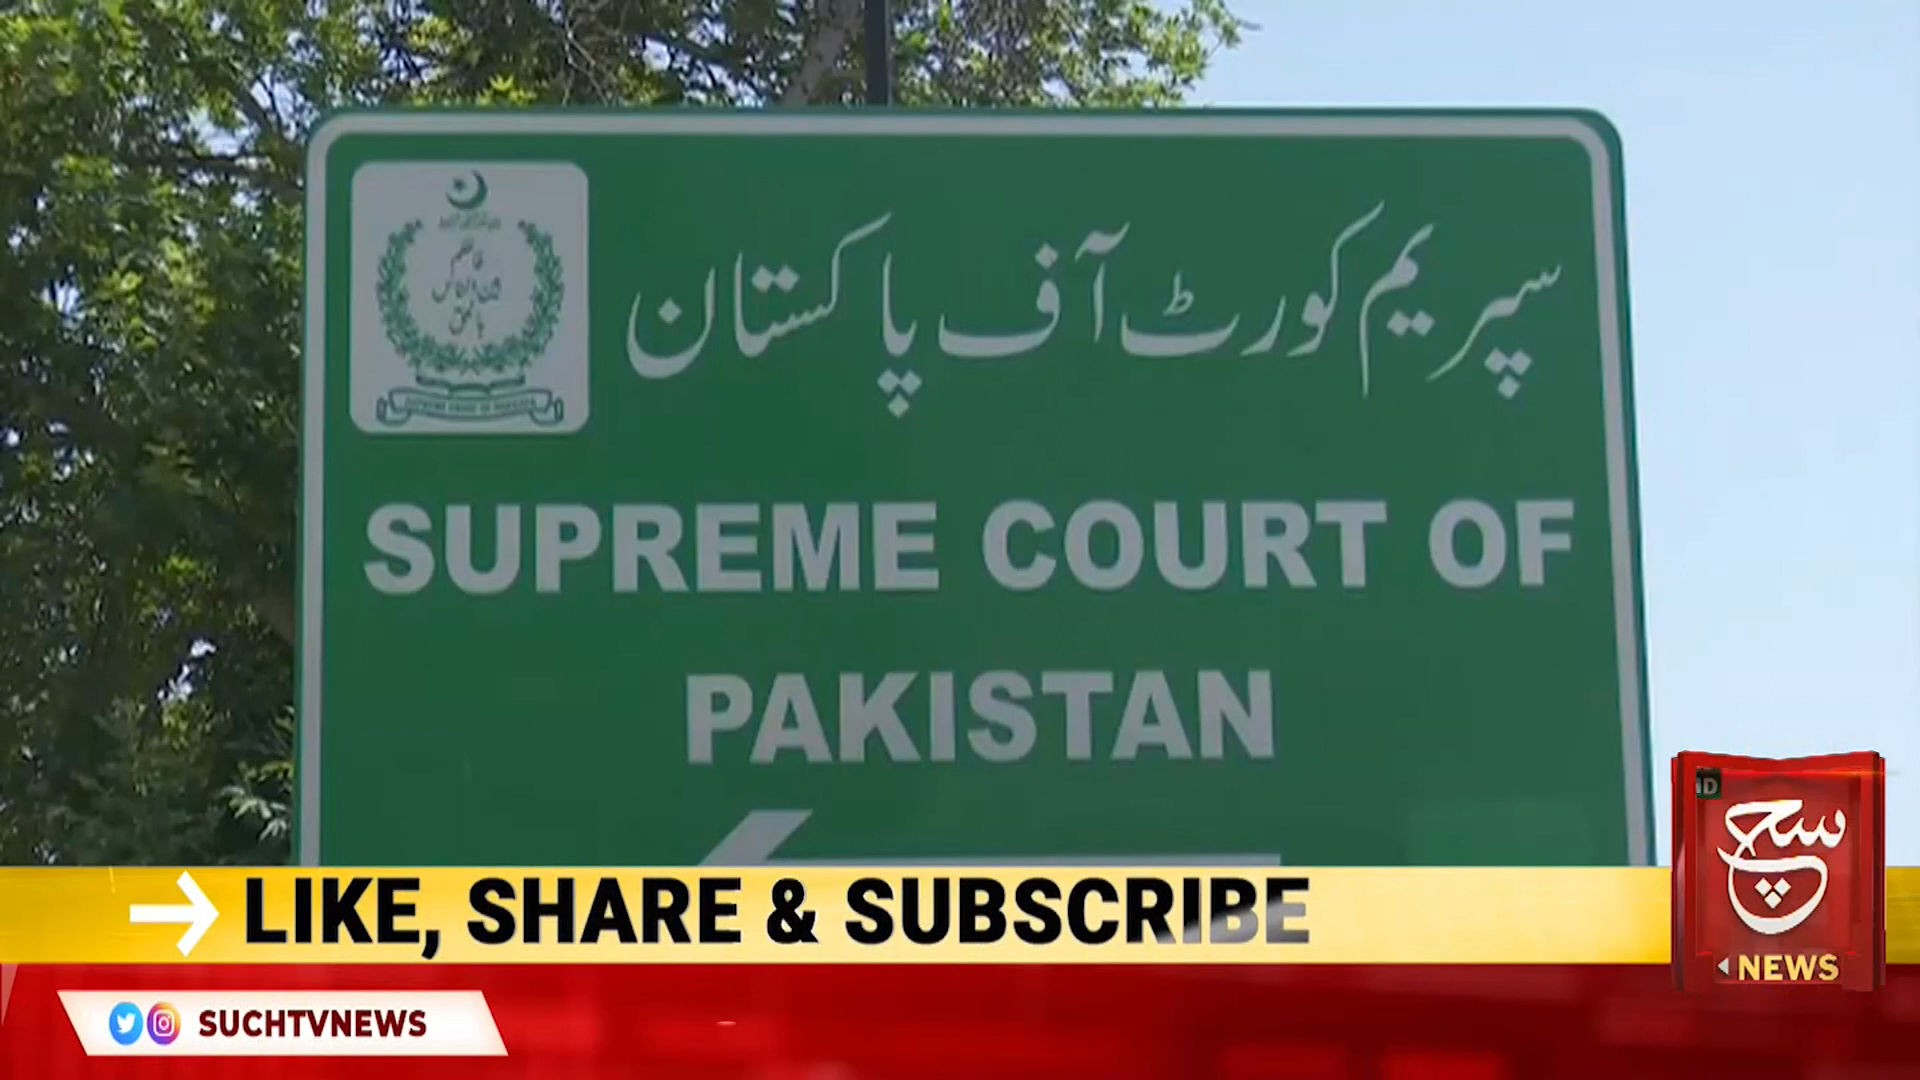 سپریم کورٹ آف پاکستان
SUPREME COURT OF
PAKISTAN
LIKE, SHARE & SUBSCRIBE
SUCHTVNEWS
سچ
NEWS